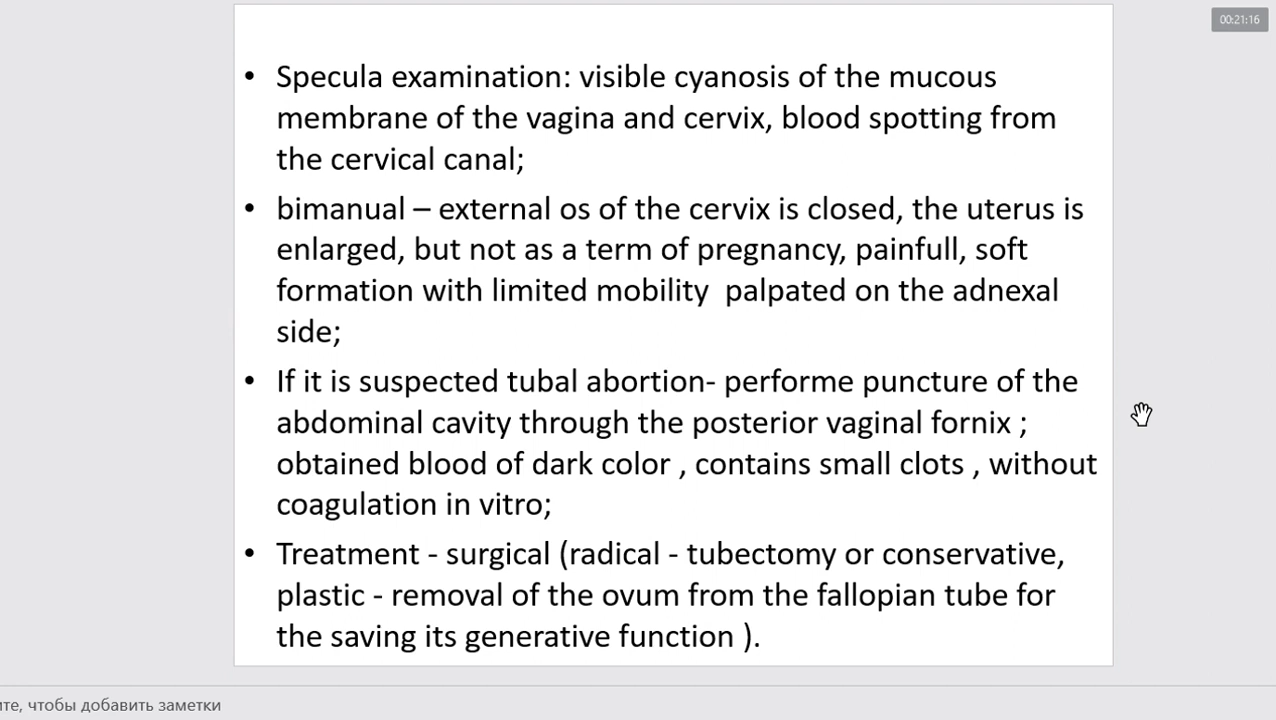 00:21:16
• Specula examination: visible cyanosis of the mucous
membrane of the vagina and cervix, blood spotting from
the cervical canal;
• bimanual – external os of the cervix is closed, the uterus is
enlarged, but not as a term of pregnancy, painfull, soft
formation with limited mobility  palpated on the adnexal
side;
• If it is suspected tubal abortion- performe puncture of the
abdominal cavity through the posterior vaginal fornix ;
obtained blood of dark color , contains small clots , without
coagulation in vitro;
• Treatment - surgical (radical - tubectomy or conservative,
plastic - removal of the ovum from the fallopian tube for
the saving its generative function ).
те, чтобы добавить заметки